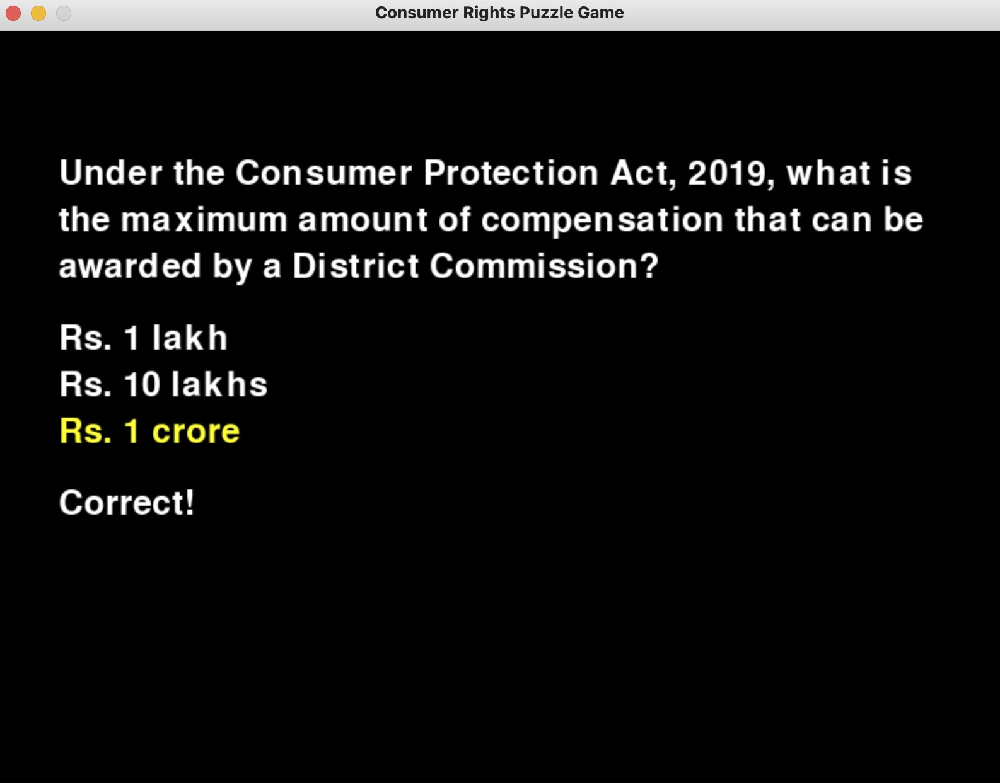 Consumer Rights Puzzle Game
Under the Consumer Protection Act, 2019, what is
the maximum amount of compensation that can be
awarded by a District Commission?
Rs. 1 lakh
Rs. 10 lakhs
Rs. 1 crore
Correct!